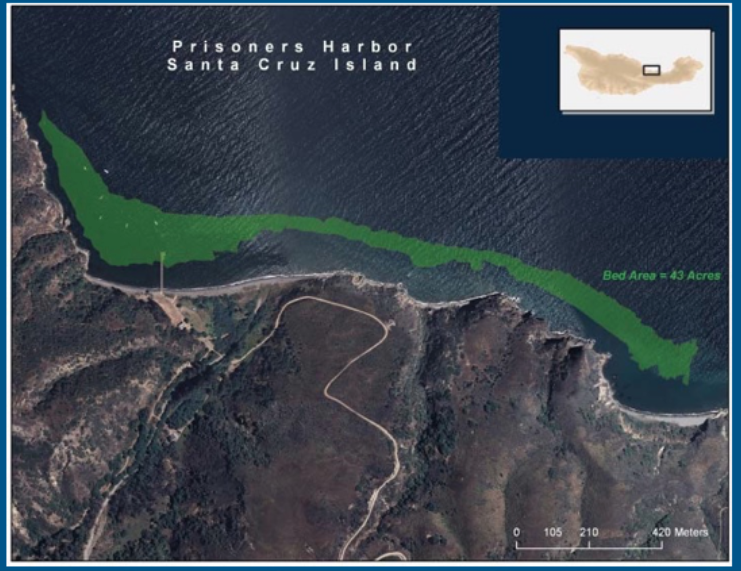 Prisoners Harbor
Santa Cruz Island
Bed Area = 43 Acres
0 105 210 420 Meters